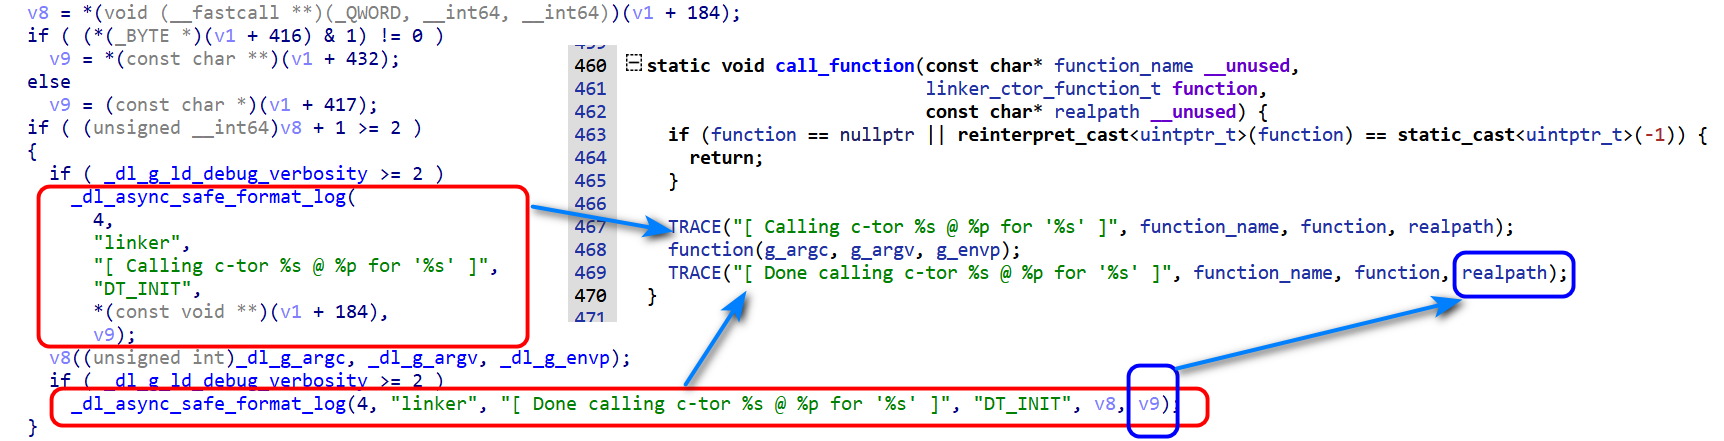 v8 = *(void (__fastcall **)(_QWORD, __int64, __int64))(v1 + 184);
if ( (*(_BYTE *)(v1 + 416) & 1) != 0 )
v9 = *(const char **)(v1 + 432);
else
v9 = (const char *)(v1 + 417);
if ( (unsigned __int64)v8 + 1 >= 2 )
{
if ( _dl_g_ld_debug_verbosity >= 2 )
_dl_async_safe_format_log(
4,
"linker",
"[ Calling c-tor %s @ %p for '%s' ]",
"DT_INIT",
*(const void **)(v1 + 184),
v9);
v8((unsigned int)_dl_g_argc, _dl_g_argv, _dl_g_envp);
if ( _dl_g_ld_debug_verbosity >= 2 )
_dl_async_safe_format_log(4, "linker", "[ Done calling c-tor %s @ %p for '%s' ]", "DT_INIT", v8, v9);
}
459
460 static void call_function(const char* function_name __unused,
461 linker_ctor_function_t function,
462 const char* realpath __unused) {
463 if (function == nullptr || reinterpret_cast<uintptr_t>(function) == static_cast<uintptr_t>(-1)) {
464 return;
465 }
466
467 TRACE("[ Calling c-tor %s @ %p for '%s' ]", function_name, function, realpath);
468 function(g_argc, g_argv, g_envp);
469 TRACE("[ Done calling c-tor %s @ %p for '%s' ]", function_name, function, realpath);
470 }
471